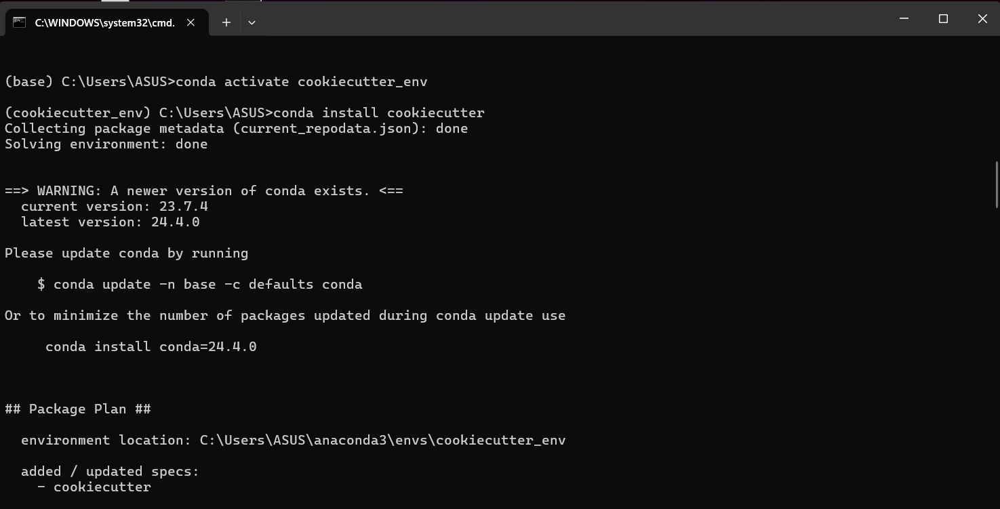 C:\WINDOWS\system32\cmd.
(base) C:\Users\ASUS>conda activate cookiecutter_env
(cookiecutter_env) C:\Users\ASUS>conda install cookiecutter
Collecting package metadata (current_repodata.json): done
Solving environment: done
==> WARNING: A newer version of conda exists. <==
  current version: 23.7.4
  latest version: 24.4.0
Please update conda by running
    $ conda update -n base -c defaults conda
Or to minimize the number of packages updated during conda update use
     conda install conda=24.4.0
## Package Plan ##
  environment location: C:\Users\ASUS\anaconda3\envs\cookiecutter_env
  added / updated specs:
    - cookiecutter